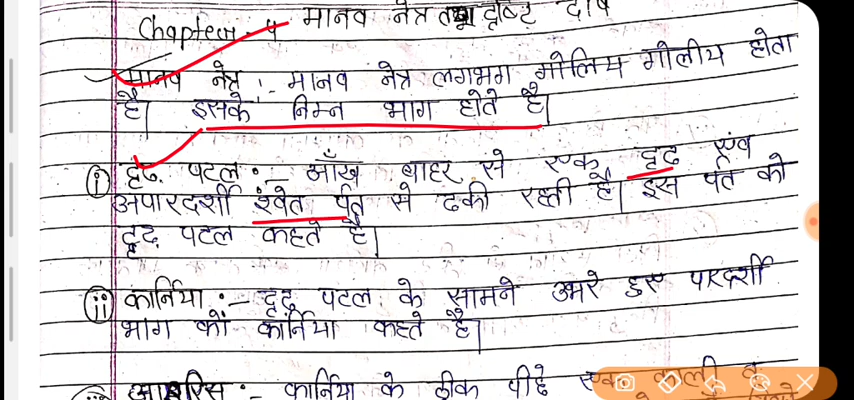 Chapter - 4 मानव नेत्र तथा दृष्टि दोष
मानव नेत्र :- मानव नेत्र लगभग गोलीय होता
है। इसके निम्न भाग होते है।
(i) दृढ़ पटल :- आँख बाहर से एक दृढ एंव
अपारदर्शी श्वेत पर्त से ढकी रहती है। इस पर्त को
दृढ़ पटल कहते है।
(ii) कार्निया :- दृढ़ पटल के सामने उभरे हुए पारदर्शी
भाग कों कार्निया कहते है।
आइरिस :- कार्निया के ठीक पीछे एक काली